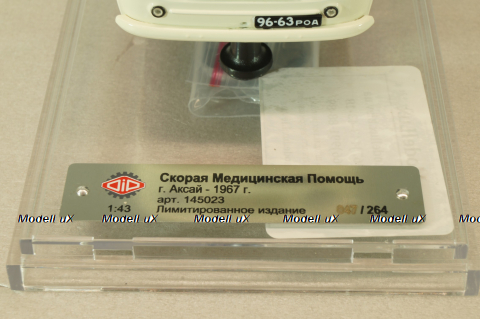 96-63 РОА
DiP
Скорая Медицинская Помощь
г. Аксай - 1967 г.
арт. 145023
1:43 Лимитированное издание / 264
Modell uX Modell uX Modell uX Modell uX Modell uX Modell uX